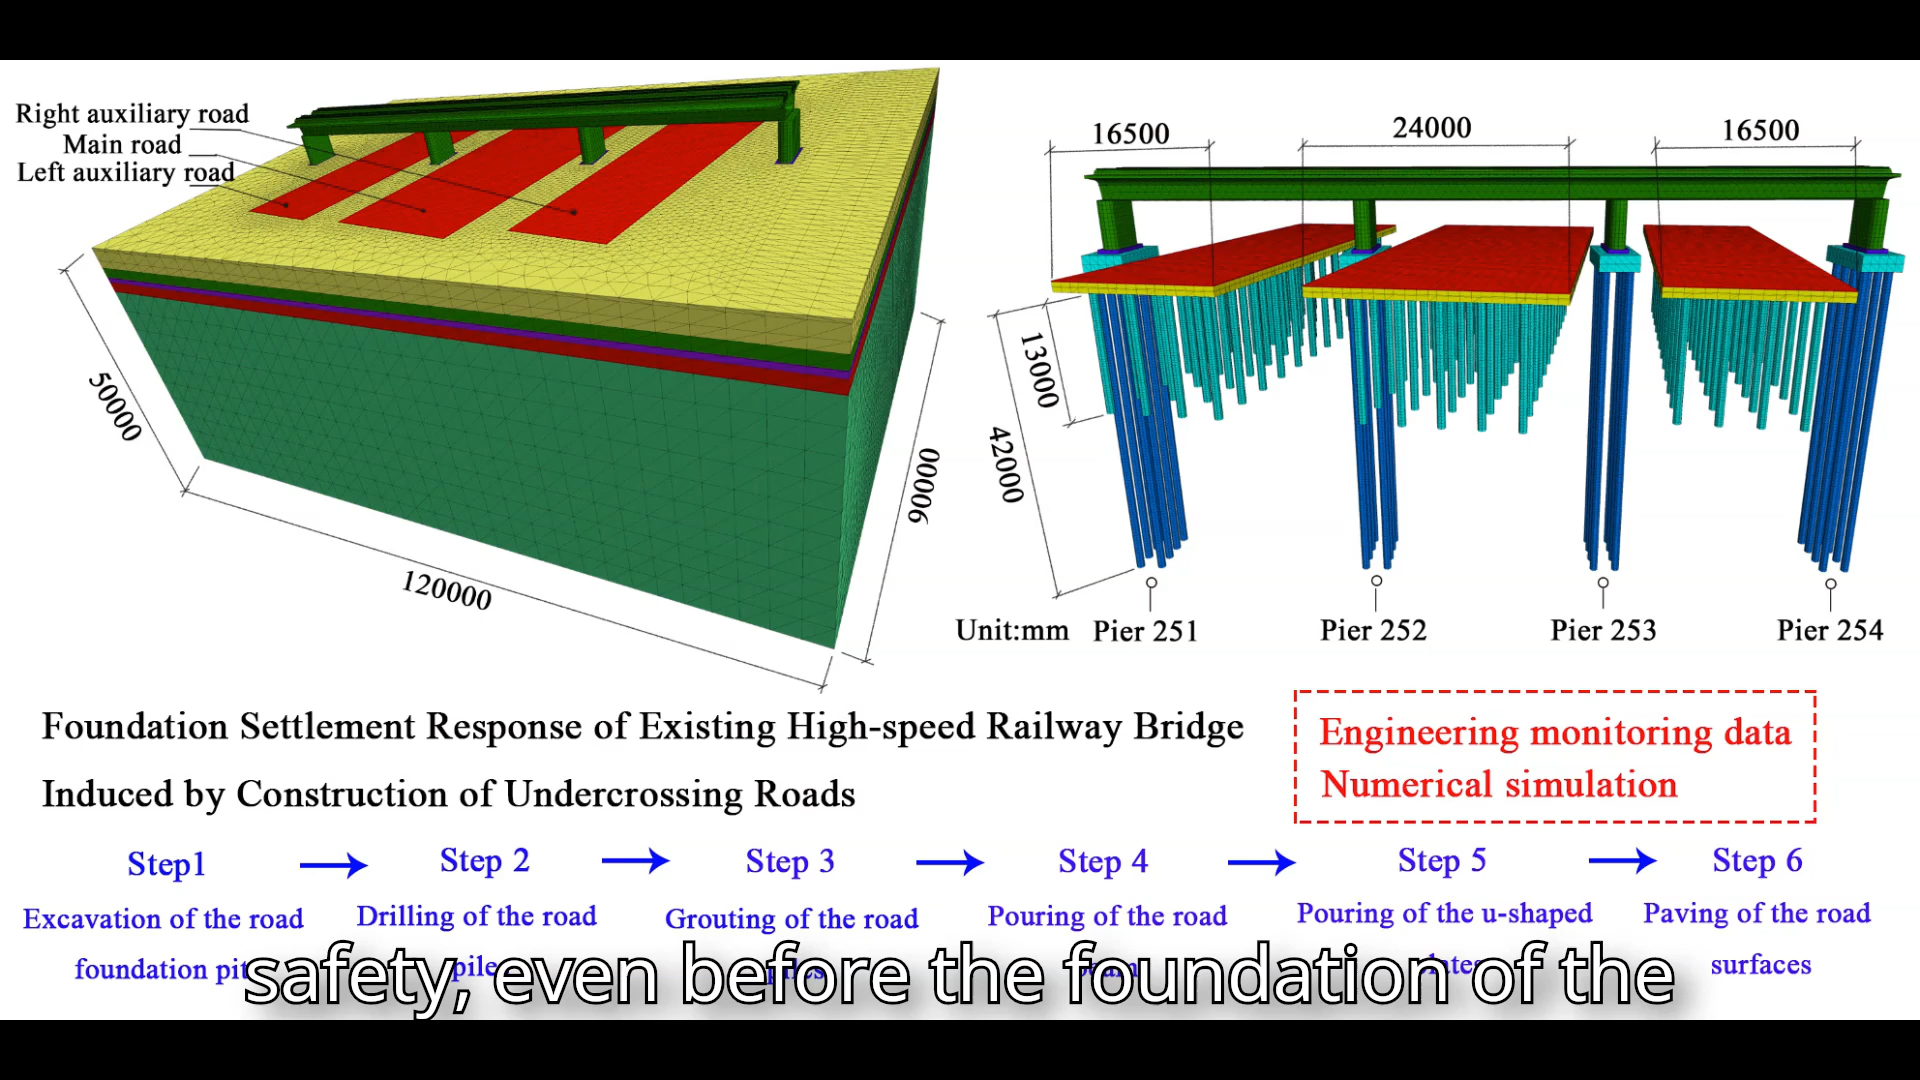 Right auxiliary road
Main road
Left auxiliary road
50000
120000
90000
16500
24000
16500
13000
42000
Unit:mm
Pier 251
Pier 252
Pier 253
Pier 254
Foundation Settlement Response of Existing High-speed Railway Bridge
Induced by Construction of Undercrossing Roads
Engineering monitoring data
Numerical simulation
Step1
Step 2
Step 3
Step 4
Step 5
Step 6
Excavation of the road
foundation pit
Drilling of the road
Grouting of the road
Pouring of the road
Pouring of the u-shaped
Paving of the road
surfaces
safety, even before the foundation of the